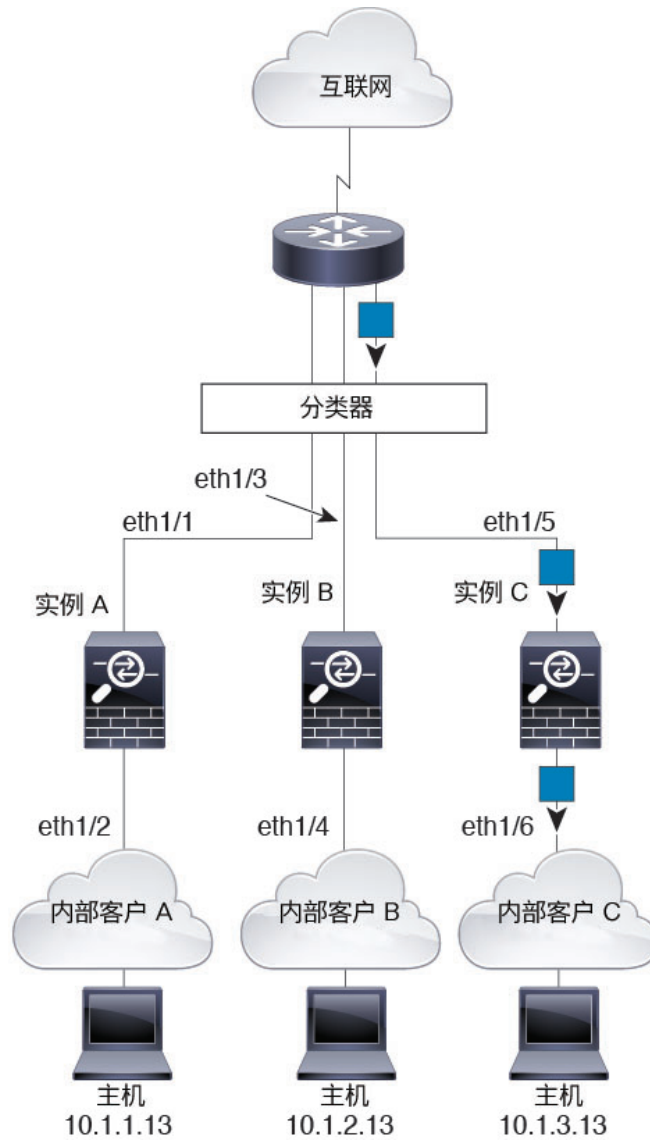 互联网
分类器
eth1/3
eth1/1
eth1/5
实例 A
实例 B
实例 C
eth1/2
eth1/4
eth1/6
内部客户 A
内部客户 B
内部客户 C
主机
10.1.1.13
主机
10.1.2.13
主机
10.1.3.13